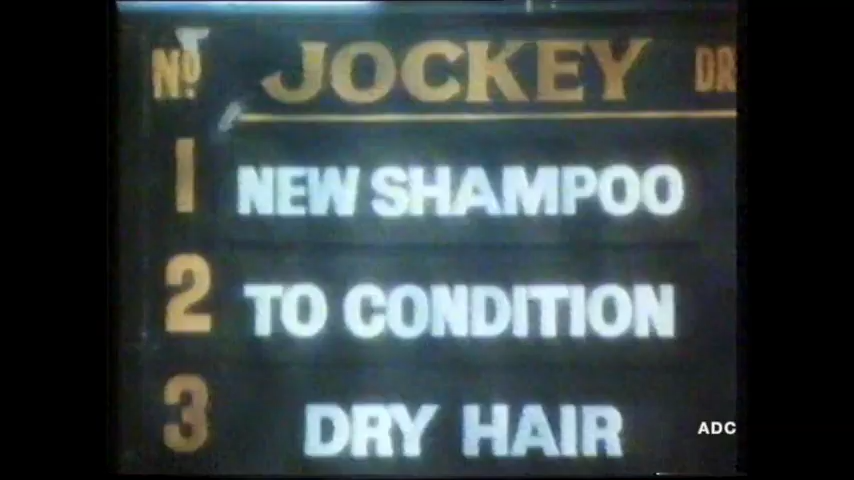 Nº JOCKEY DR
1 NEW SHAMPOO
2 TO CONDITION
3 DRY HAIR
ADC